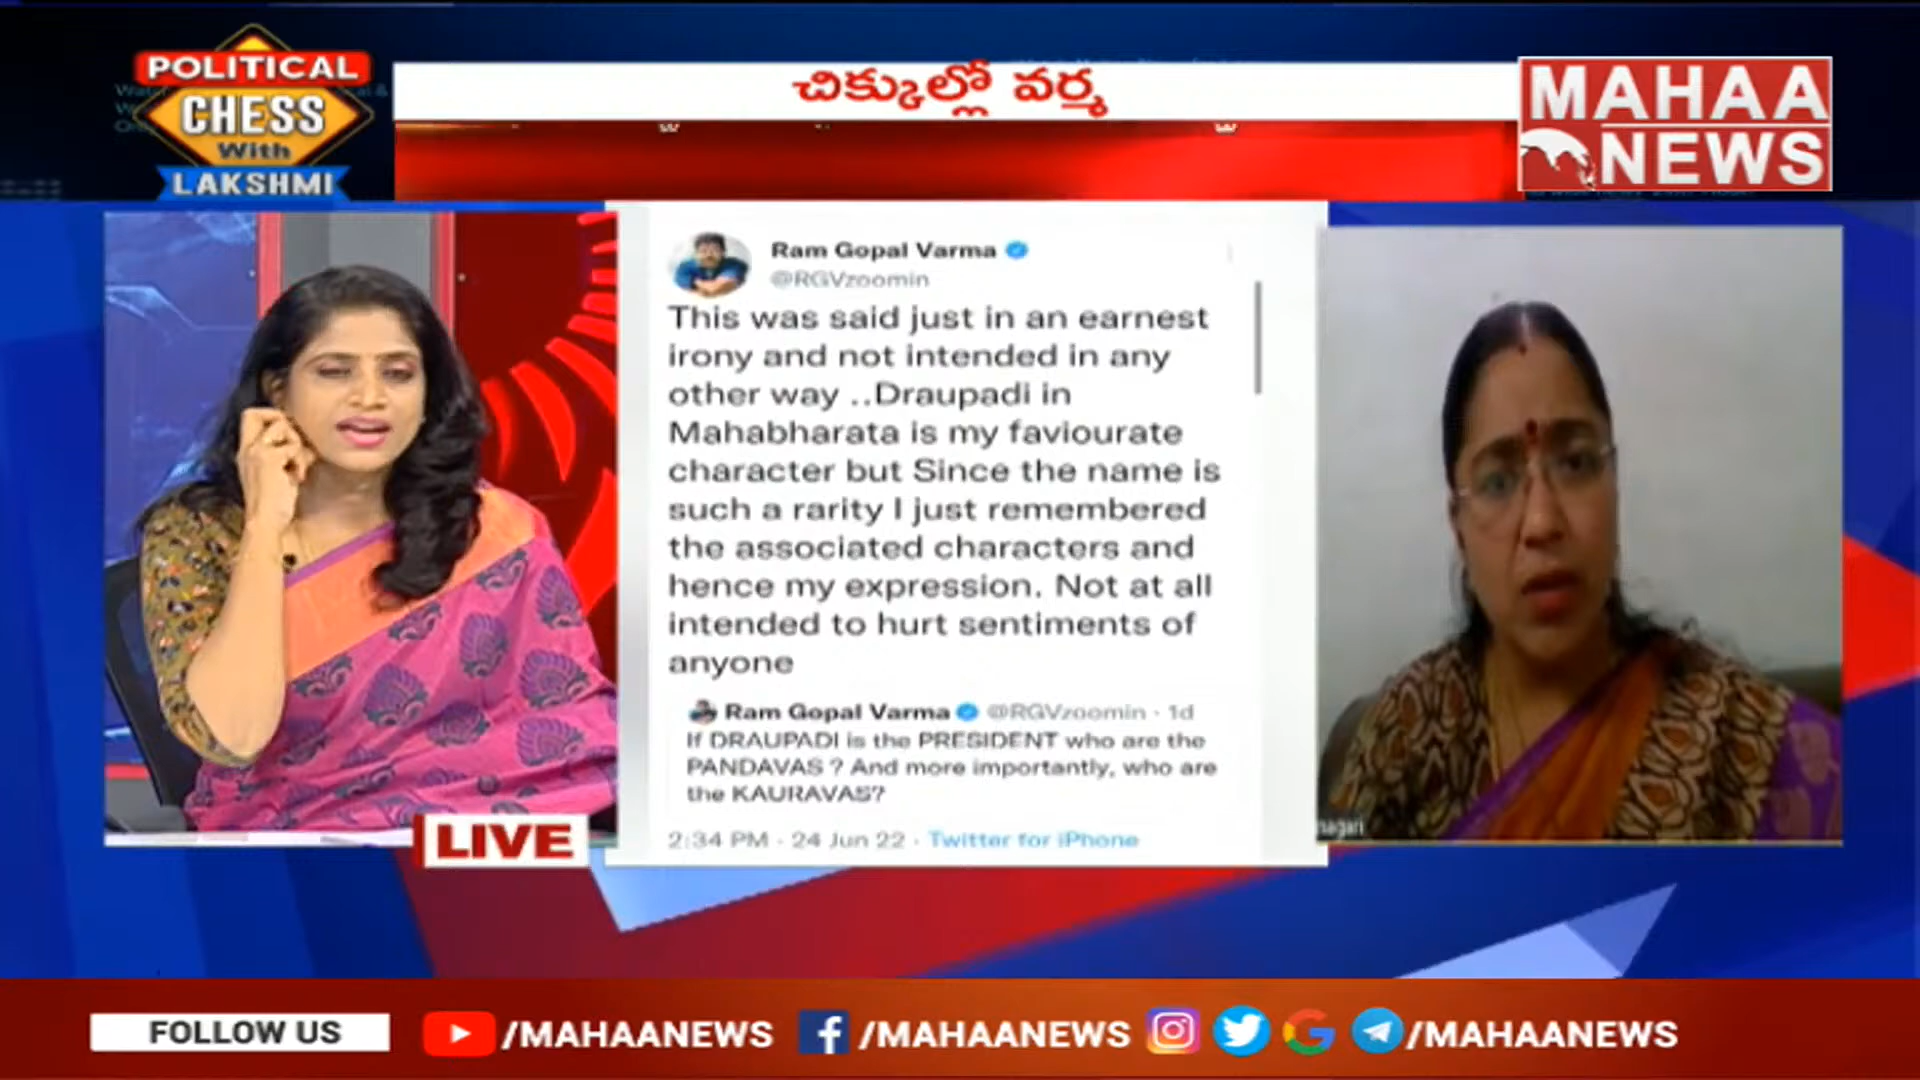 POLITICAL
CHESS
With
LAKSHMI
చిక్కుల్లో వర్మ
MAHAA
NEWS
Ram Gopal Varma
@RGVzoomin
This was said just in an earnest
irony and not intended in any
other way ..Draupadi in
Mahabharata is my faviourate
character but Since the name is
such a rarity I just remembered
the associated characters and
hence my expression. Not at all
intended to hurt sentiments of
anyone
Ram Gopal Varma @RGVzoomin · 1d
If DRAUPADI is the PRESIDENT who are the
PANDAVAS ? And more importantly, who are
the KAURAVAS?
2:34 PM · 24 Jun 22 · Twitter for iPhone
LIVE
FOLLOW US
/MAHAANEWS
/MAHAANEWS
/MAHAANEWS